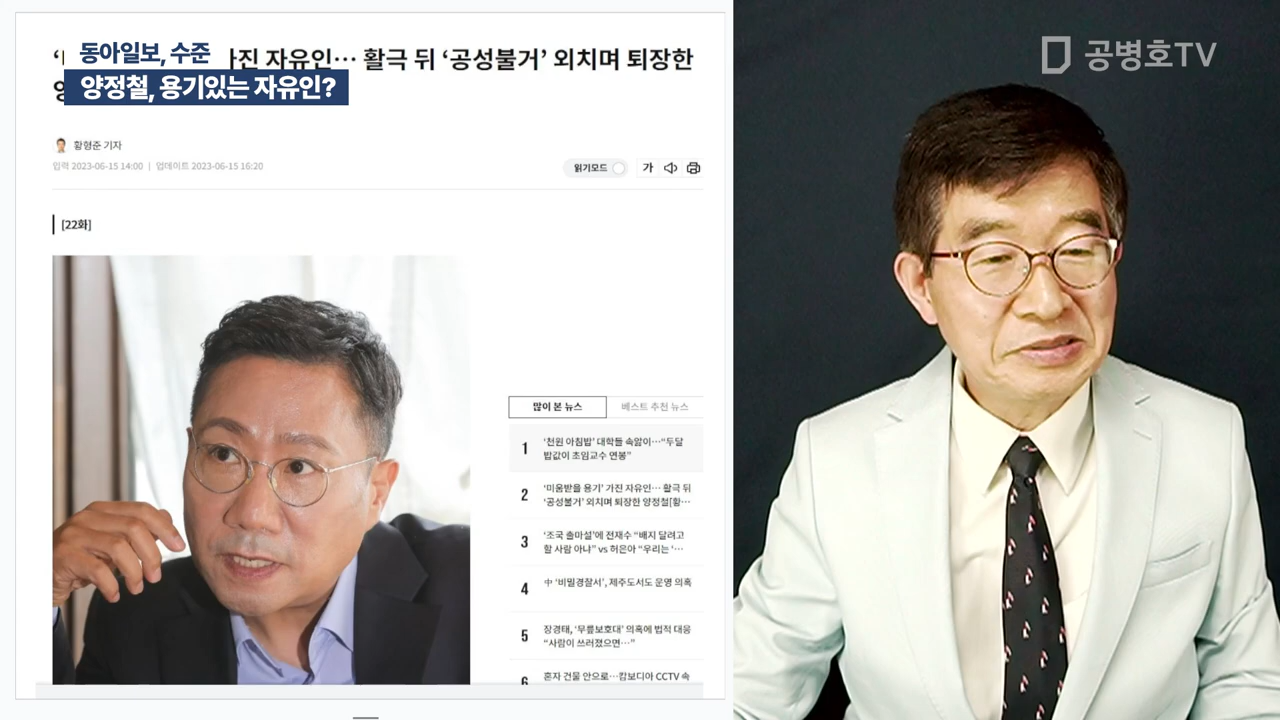 동아일보, 수준
양정철, 용기있는 자유인?
가진 자유인… 활극 뒤 ‘공성불거’ 외치며 퇴장한
황형준 기자
입력 2023-06-15 14:00 | 업데이트 2023-06-15 16:20
읽기모드
가
[22화]
많이 본 뉴스
베스트 추천 뉴스
1
‘천원 아침밥’ 대학들 속앓이…“두달
밥값이 초임교수 연봉”
2
‘미움받을 용기’ 가진 자유인… 활극 뒤
‘공성불거’ 외치며 퇴장한 양정철[황…
3
‘조국 출마설’에 전재수 “배지 달려고
할 사람 아냐” vs 허은아 “우리는 ‘…
4
中 ‘비밀경찰서’, 제주도서도 운영 의혹
5
장경태, ‘무릎보호대’ 의혹에 법적 대응
“사람이 쓰러졌으면…”
6
혼자 건물 안으로…캄보디아 CCTV 속
공병호TV